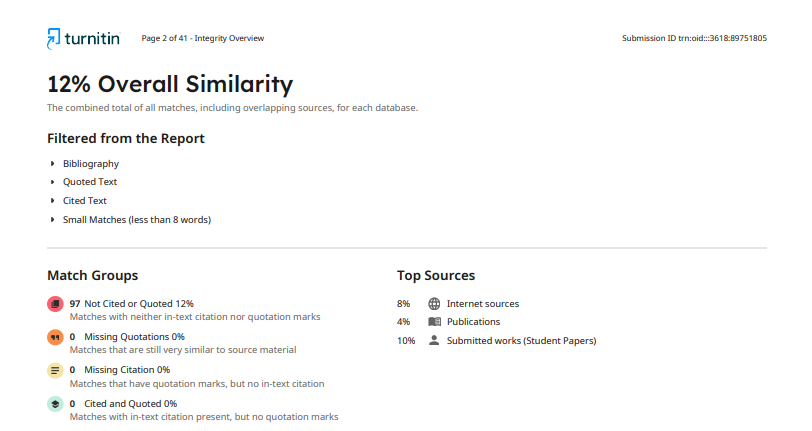 turnitin Page 2 of 41 - Integrity Overview Submission ID trn:oid:::3618:89751805
12% Overall Similarity
The combined total of all matches, including overlapping sources, for each database.
Filtered from the Report
Bibliography
Quoted Text
Cited Text
Small Matches (less than 8 words)
Match Groups
97 Not Cited or Quoted 12%
Matches with neither in-text citation nor quotation marks
0 Missing Quotations 0%
Matches that are still very similar to source material
0 Missing Citation 0%
Matches that have quotation marks, but no in-text citation
0 Cited and Quoted 0%
Matches with in-text citation present, but no quotation marks
Top Sources
8% Internet sources
4% Publications
10% Submitted works (Student Papers)